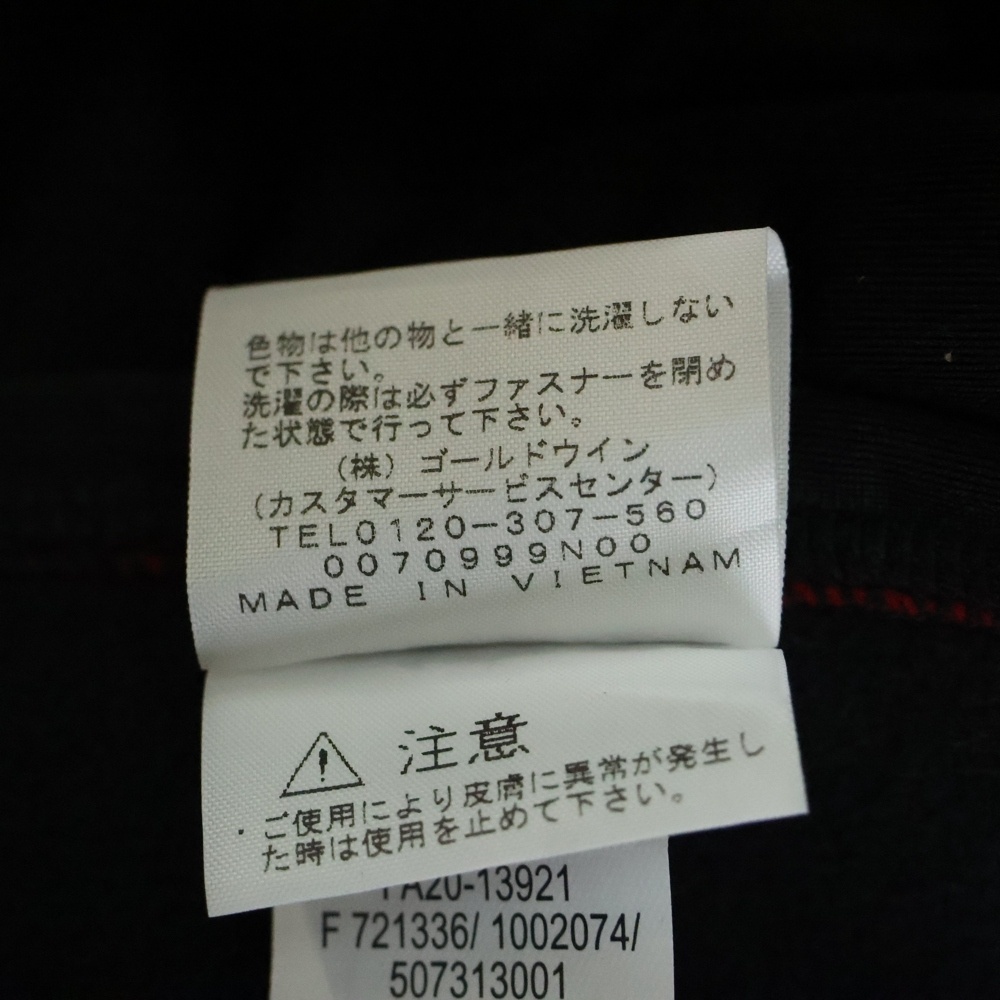 色物は他の物と一緒に洗濯しない
で下さい。
洗濯の際は必ずファスナーを閉め
た状態で行って下さい。
（株）ゴールドウイン
（カスタマーサービスセンター）
TEL0120-307-560
0070999N00
MADE IN VIETNAM
注意
・ご使用により皮膚に異常が発生し
た時は使用を止めて下さい。
FA20-13921
F 721336/ 1002074/
507313001